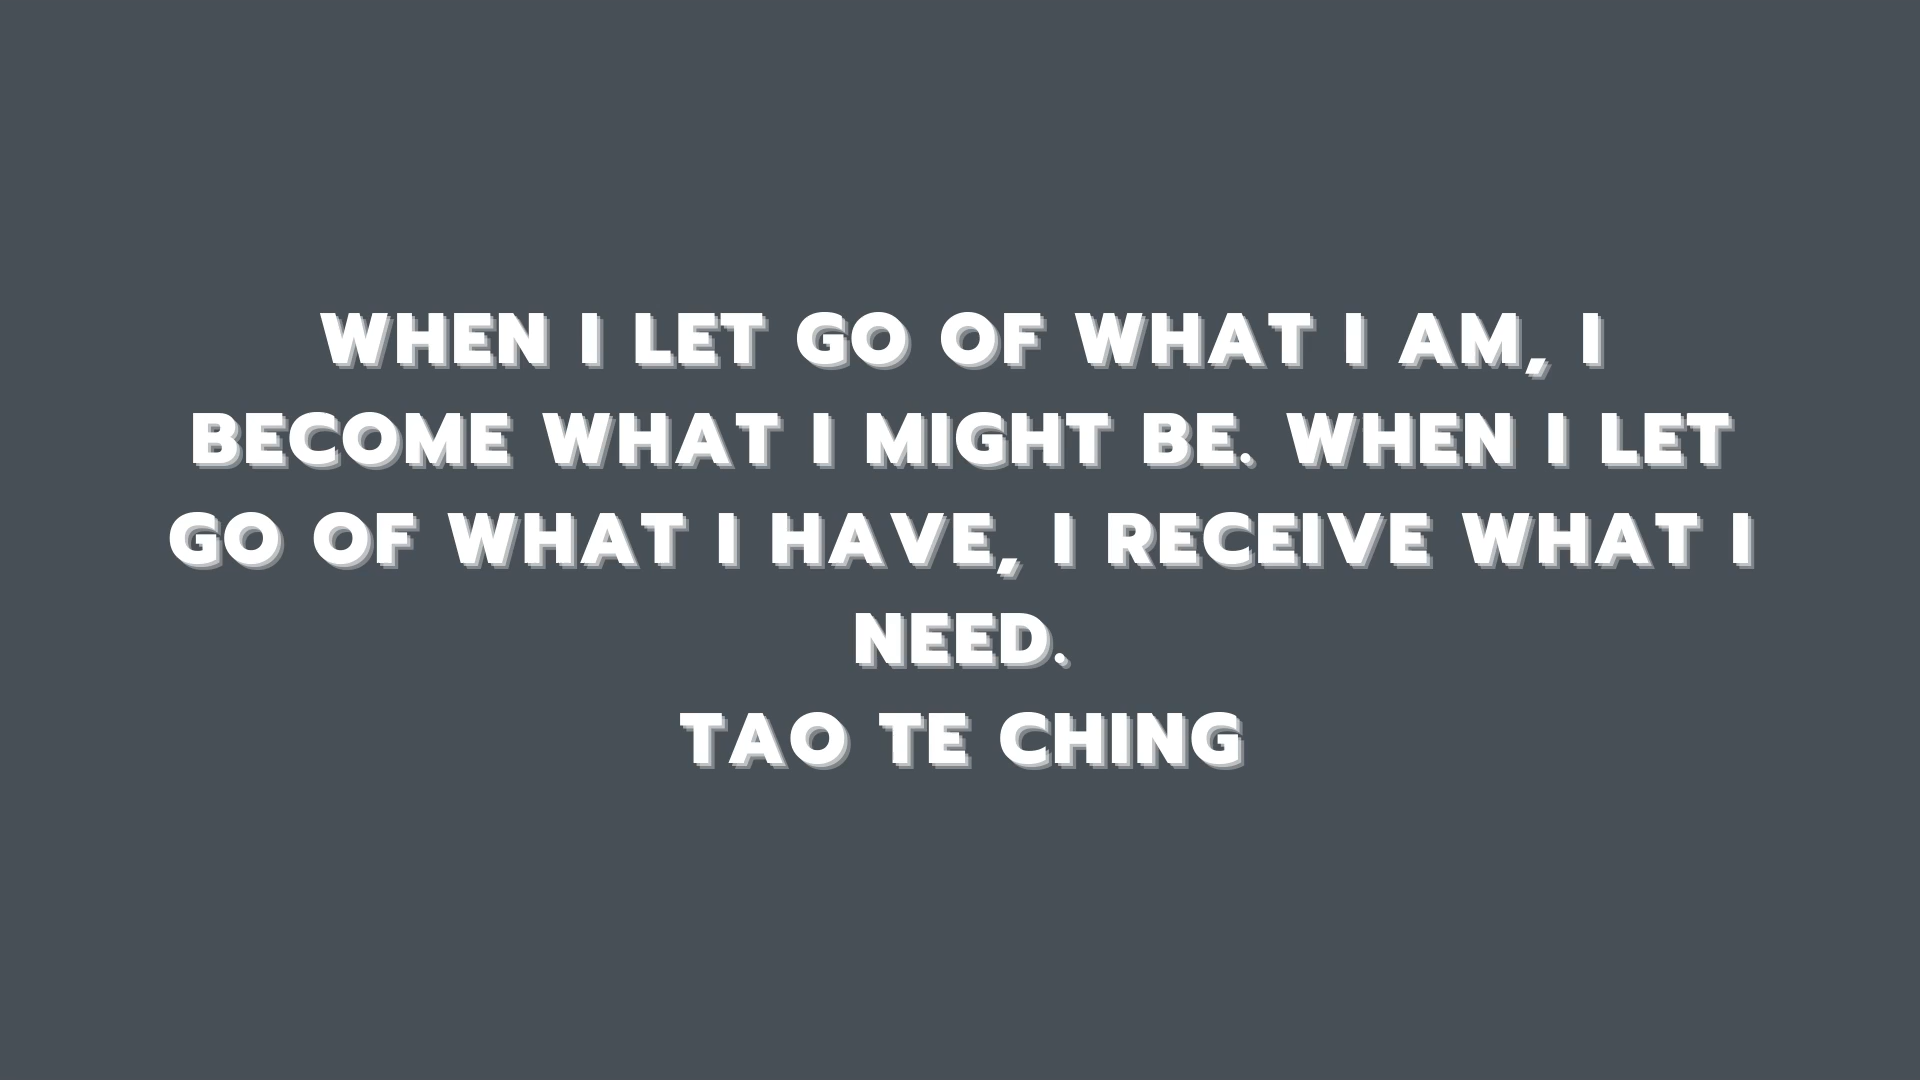 WHEN I LET GO OF WHAT I AM, I
BECOME WHAT I MIGHT BE. WHEN I LET
GO OF WHAT I HAVE, I RECEIVE WHAT I
NEED.
TAO TE CHING